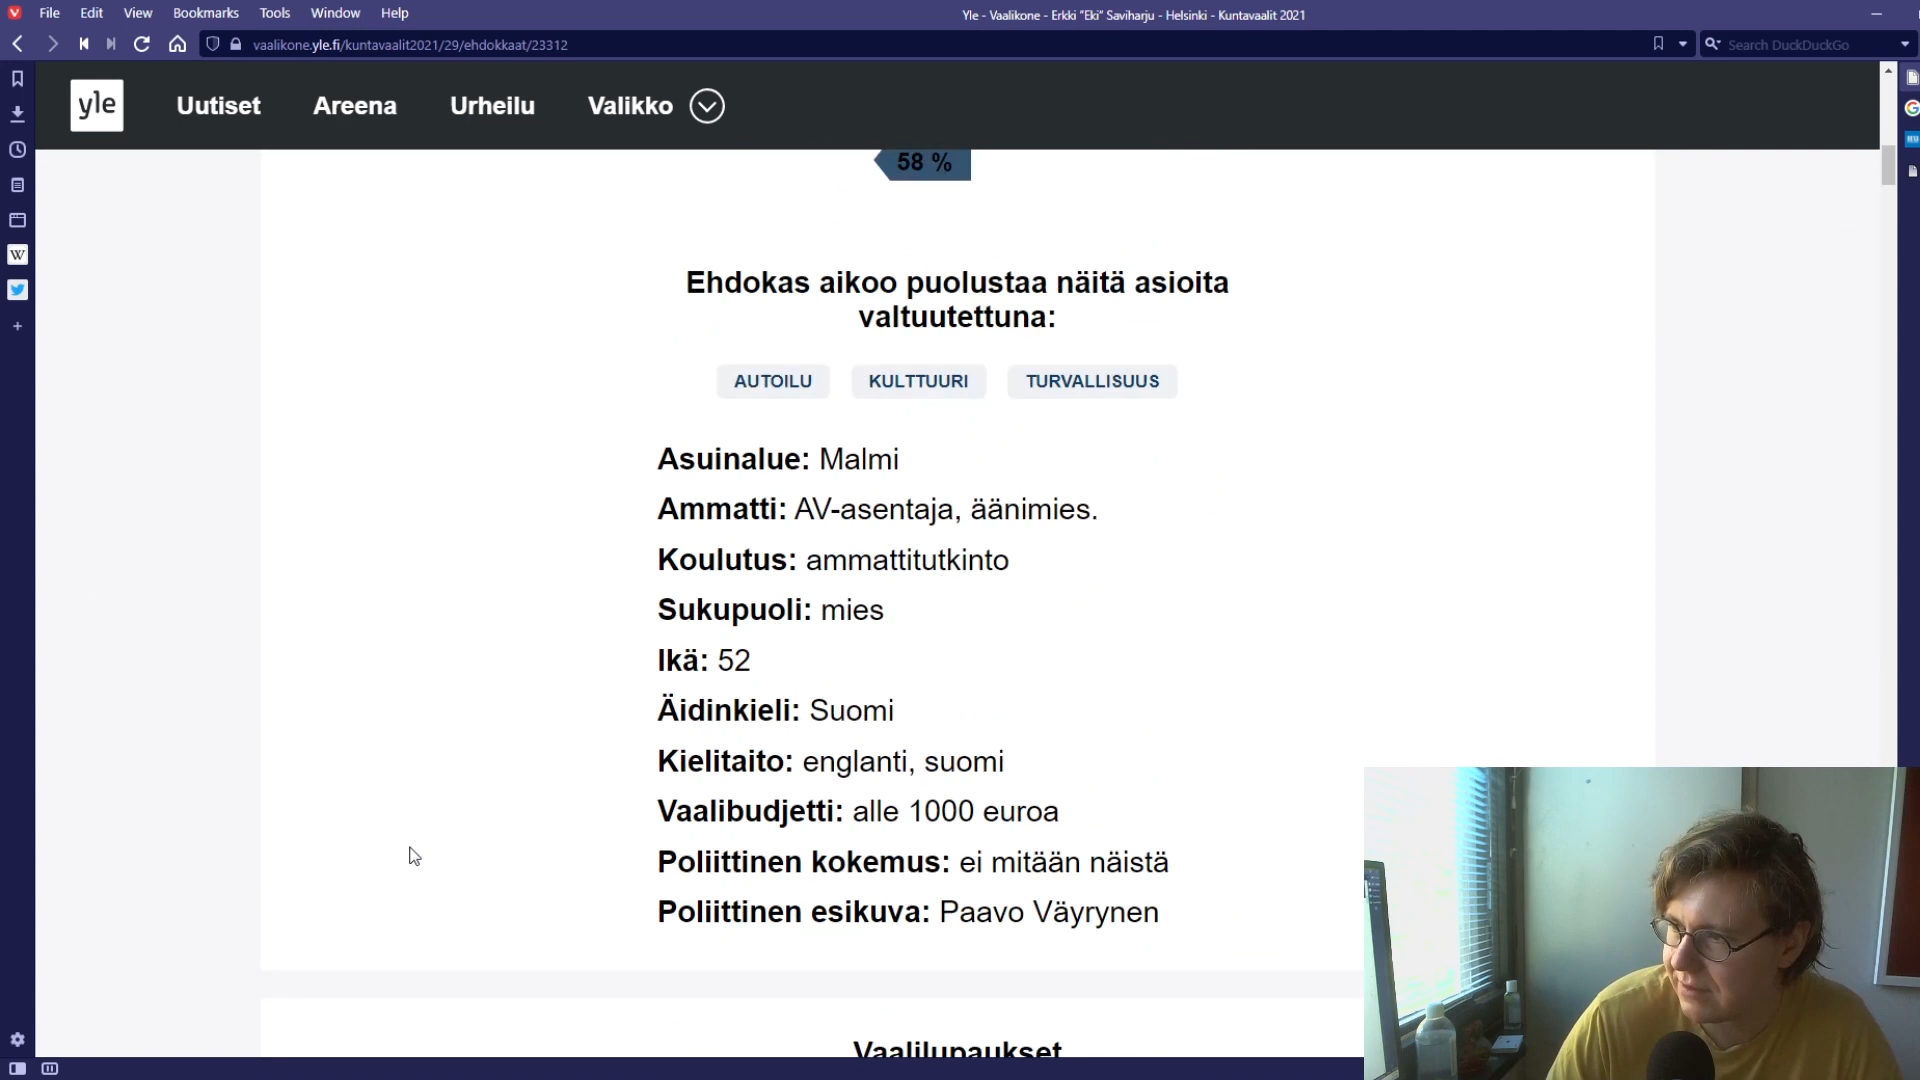 File Edit View Bookmarks Tools Window Help
Yle - Vaalikone - Erkki "Eki" Saviharju - Helsinki - Kuntavaalit 2021
vaalikone.yle.fi/kuntavaalit2021/29/ehdokkaat/23312
Search DuckDuckGo
yle Uutiset Areena Urheilu Valikko
58 %
Ehdokas aikoo puolustaa näitä asioita
valtuutettuna:
AUTOILU KULTTUURI TURVALLISUUS
Asuinalue: Malmi
Ammatti: AV-asentaja, äänimies.
Koulutus: ammattitutkinto
Sukupuoli: mies
Ikä: 52
Äidinkieli: Suomi
Kielitaito: englanti, suomi
Vaalibudjetti: alle 1000 euroa
Poliittinen kokemus: ei mitään näistä
Poliittinen esikuva: Paavo Väyrynen
Vaalilupaukset